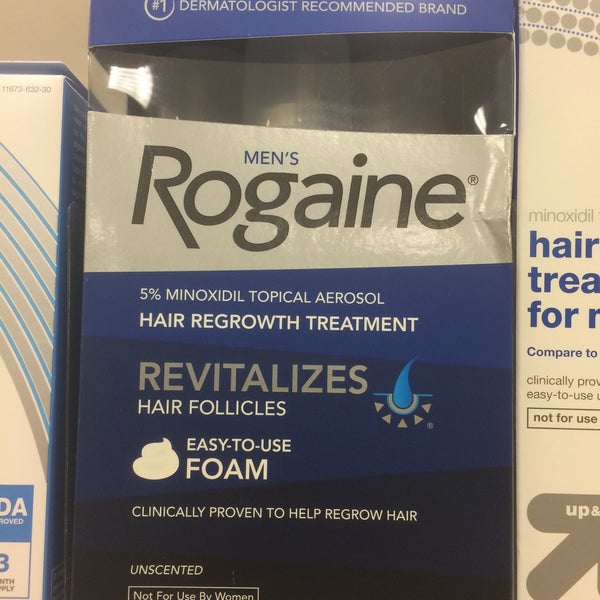 #1 DERMATOLOGIST RECOMMENDED BRAND
MEN'S
Rogaine®
5% MINOXIDIL TOPICAL AEROSOL
HAIR REGROWTH TREATMENT
REVITALIZES
HAIR FOLLICLES
®
EASY-TO-USE
FOAM
CLINICALLY PROVEN TO HELP REGROW HAIR
UNSCENTED
Not For Use By Women
11673-632-30
DA
3
minoxidil
hair
trea
for
Compare to
clinically prov
easy-to-use
not for use
up&